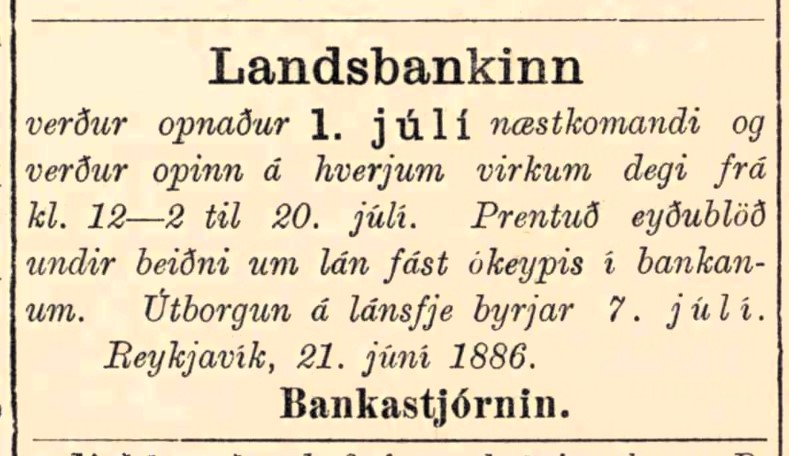 Landsbankinn
verður opnaður 1. júlí næstkomandi og
verður opinn á hverjum virkum degi frá
kl. 12—2 til 20. júlí. Prentuð eyðublöð
undir beiðni um lán fást ókeypis í bankan-
um. Útborgun á lánsfje byrjar 7. júlí.
Reykjavík, 21. júní 1886.
Bankastjórnin.